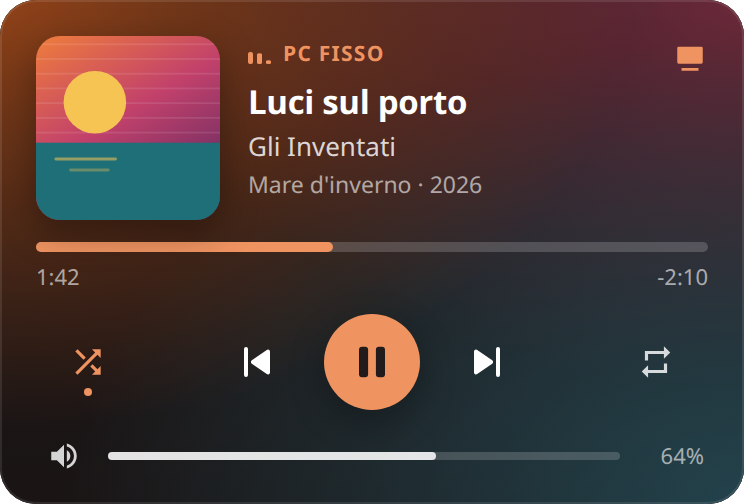 PC FISSO
Luci sul porto
Gli Inventati
Mare d'inverno · 2026
1:42
-2:10
64%